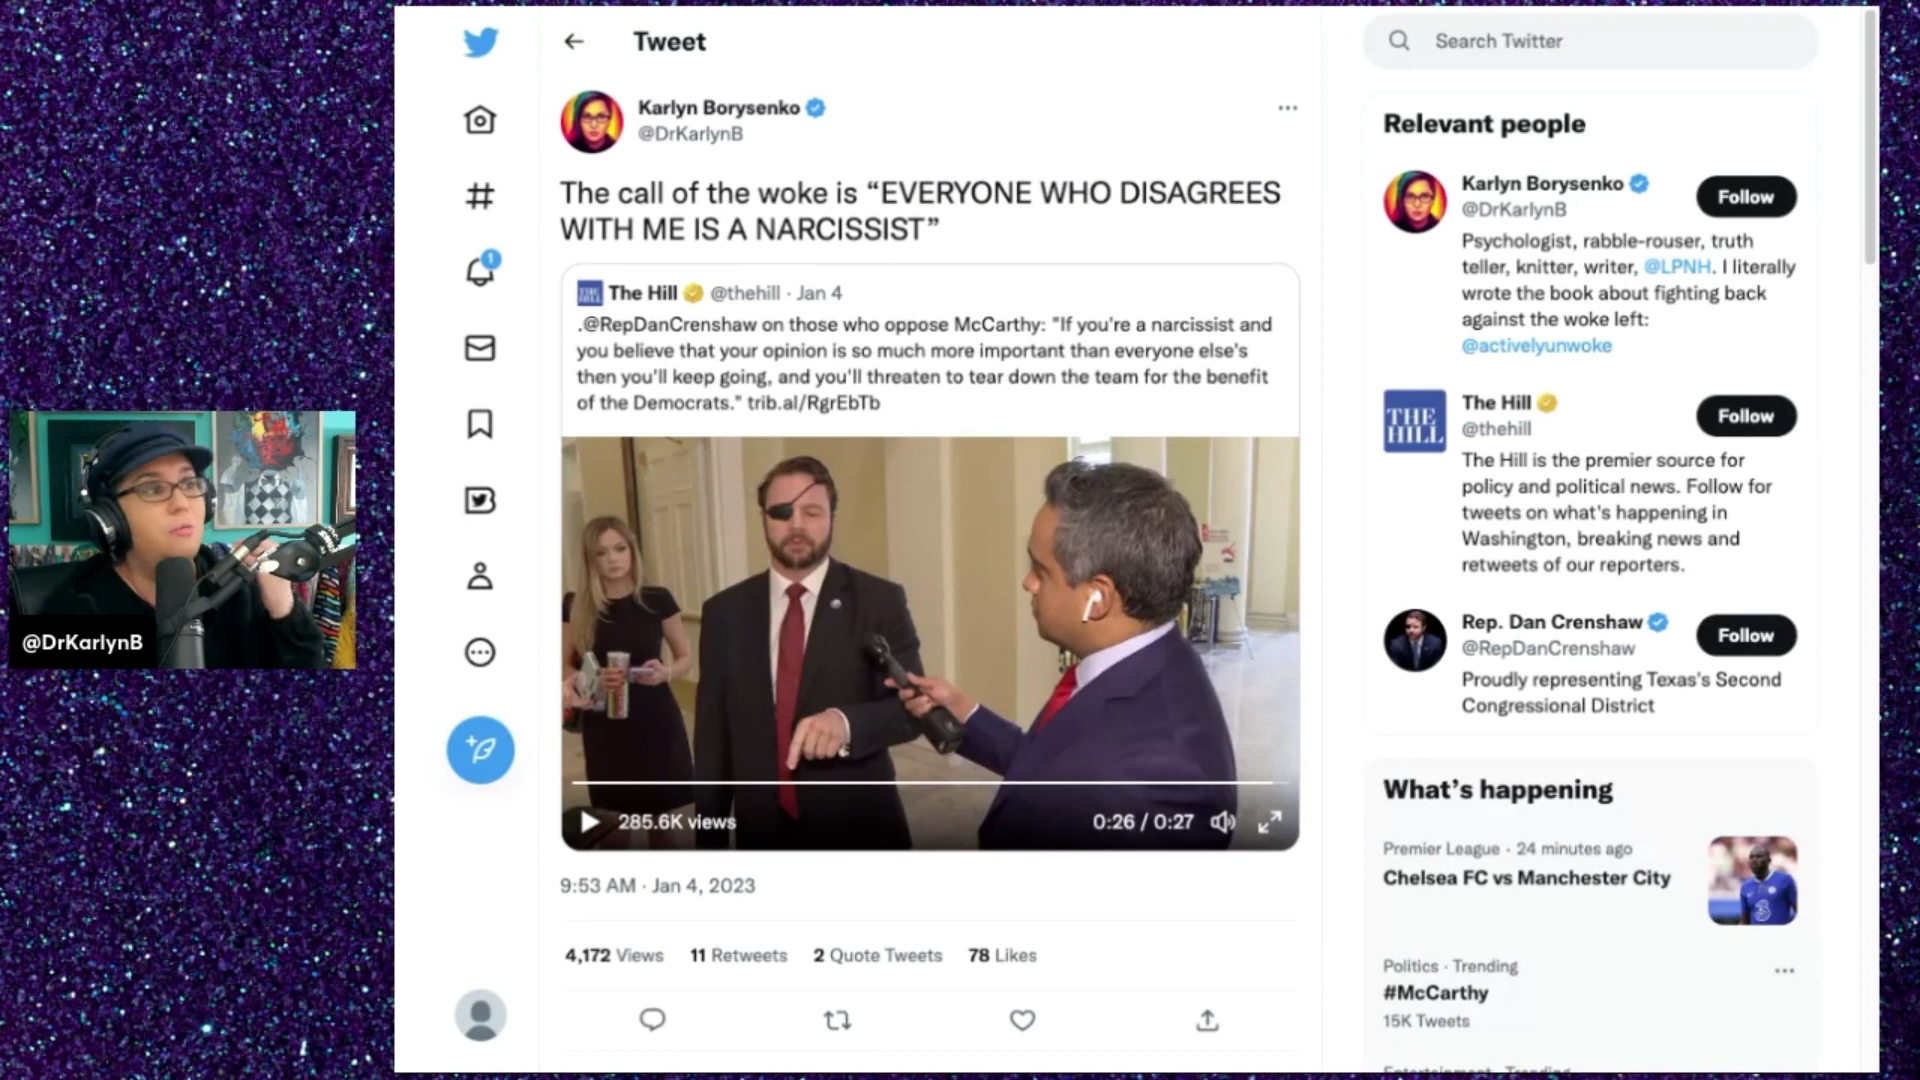 Tweet
Karlyn Borysenko
@DrKarlynB
The call of the woke is “EVERYONE WHO DISAGREES
WITH ME IS A NARCISSIST”
The Hill @thehill · Jan 4
.@RepDanCrenshaw on those who oppose McCarthy: "If you're a narcissist and
you believe that your opinion is so much more important than everyone else's
then you'll keep going, and you'll threaten to tear down the team for the benefit
of the Democrats." trib.al/RgrEbTb
285.6K views
0:26 / 0:27
9:53 AM · Jan 4, 2023
4,172 Views 11 Retweets 2 Quote Tweets 78 Likes
1
@DrKarlynB
Search Twitter
Relevant people
Karlyn Borysenko
@DrKarlynB
Follow
Psychologist, rabble-rouser, truth
teller, knitter, writer, @LPNH. I literally
wrote the book about fighting back
against the woke left:
@activelyunwoke
THE
HILL
The Hill
@thehill
Follow
The Hill is the premier source for
policy and political news. Follow for
tweets on what's happening in
Washington, breaking news and
retweets of our reporters.
Rep. Dan Crenshaw
@RepDanCrenshaw
Follow
Proudly representing Texas's Second
Congressional District
What’s happening
Premier League · 24 minutes ago
Chelsea FC vs Manchester City
3
Politics · Trending
#McCarthy
15K Tweets